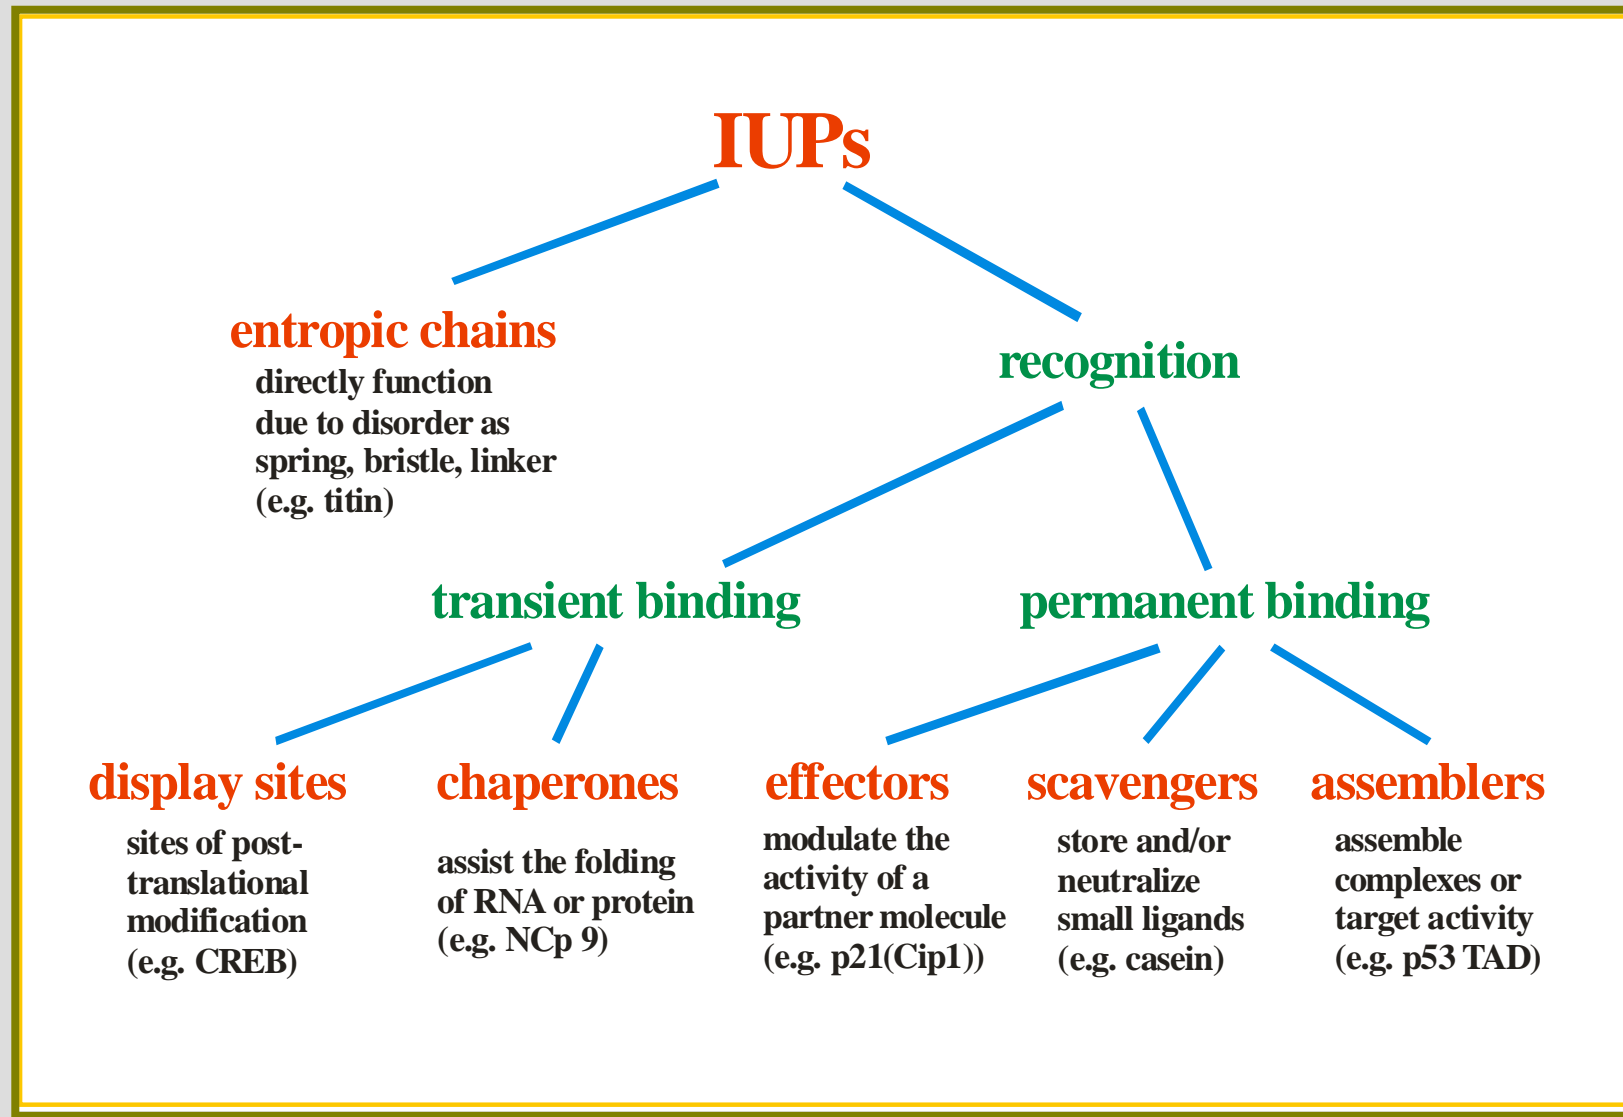 IUPs
entropic chains
directly function
due to disorder as
spring, bristle, linker
(e.g. titin)
recognition
transient binding
permanent binding
display sites
sites of post-
translational
modification
(e.g. CREB)
chaperones
assist the folding
of RNA or protein
(e.g. NCp 9)
effectors
modulate the
activity of a
partner molecule
(e.g. p21(Cip1))
scavengers
store and/or
neutralize
small ligands
(e.g. casein)
assemblers
assemble
complexes or
target activity
(e.g. p53 TAD)